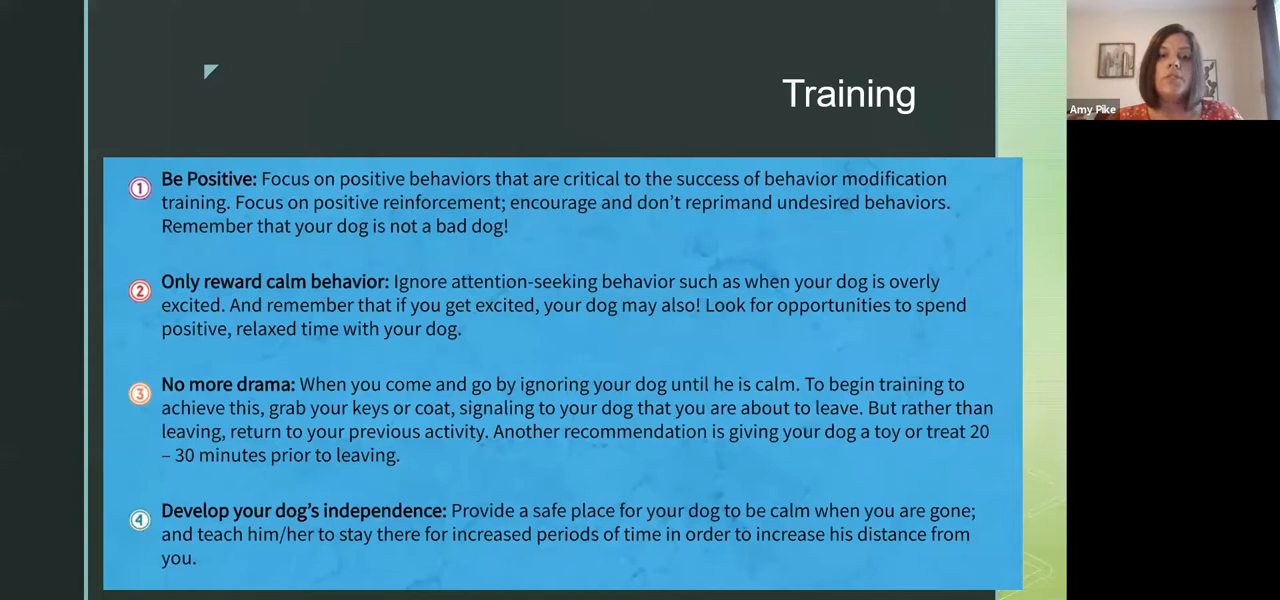 Training
Amy Pike
1 Be Positive: Focus on positive behaviors that are critical to the success of behavior modification
training. Focus on positive reinforcement; encourage and don't reprimand undesired behaviors.
Remember that your dog is not a bad dog!
2 Only reward calm behavior: Ignore attention-seeking behavior such as when your dog is overly
excited. And remember that if you get excited, your dog may also! Look for opportunities to spend
positive, relaxed time with your dog.
3 No more drama: When you come and go by ignoring your dog until he is calm. To begin training to
achieve this, grab your keys or coat, signaling to your dog that you are about to leave. But rather than
leaving, return to your previous activity. Another recommendation is giving your dog a toy or treat 20
– 30 minutes prior to leaving.
4 Develop your dog's independence: Provide a safe place for your dog to be calm when you are gone;
and teach him/her to stay there for increased periods of time in order to increase his distance from
you.